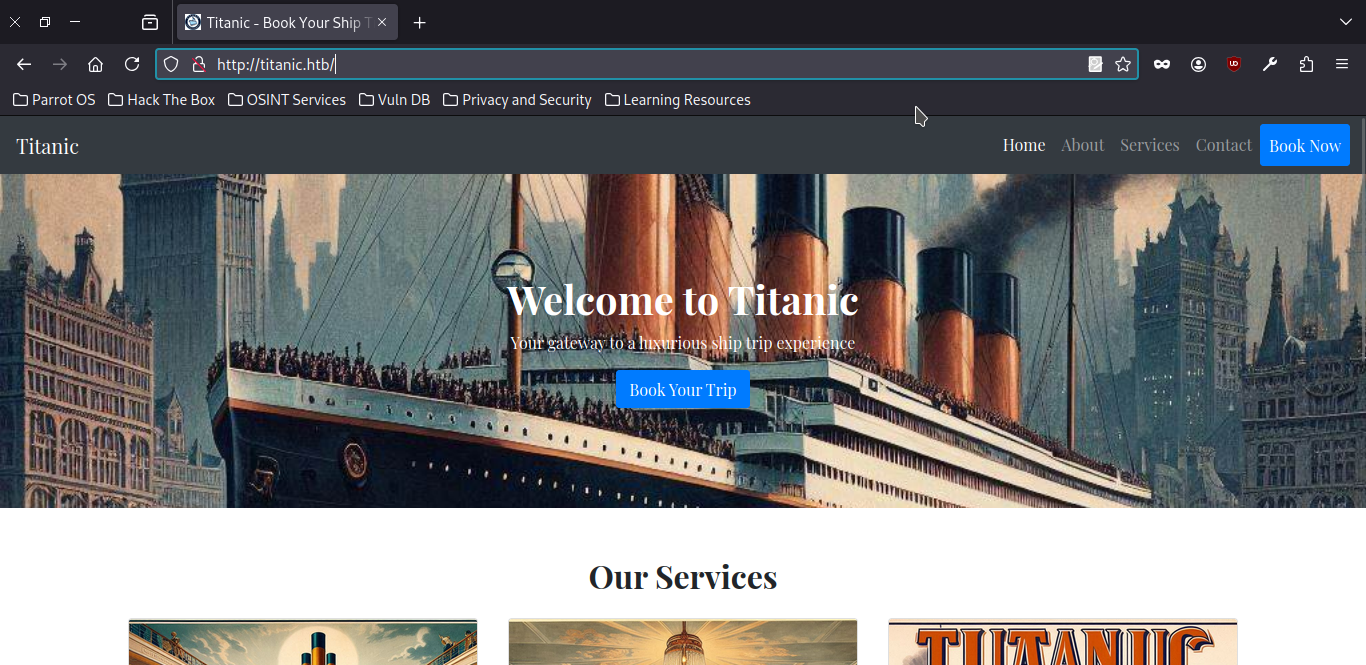 Titanic - Book Your Ship T
http://titanic.htb/
Parrot OS Hack The Box OSINT Services Vuln DB Privacy and Security Learning Resources
Titanic Home About Services Contact Book Now
Welcome to Titanic
Your gateway to a luxurious ship trip experience
Book Your Trip
Our Services
TITANIC